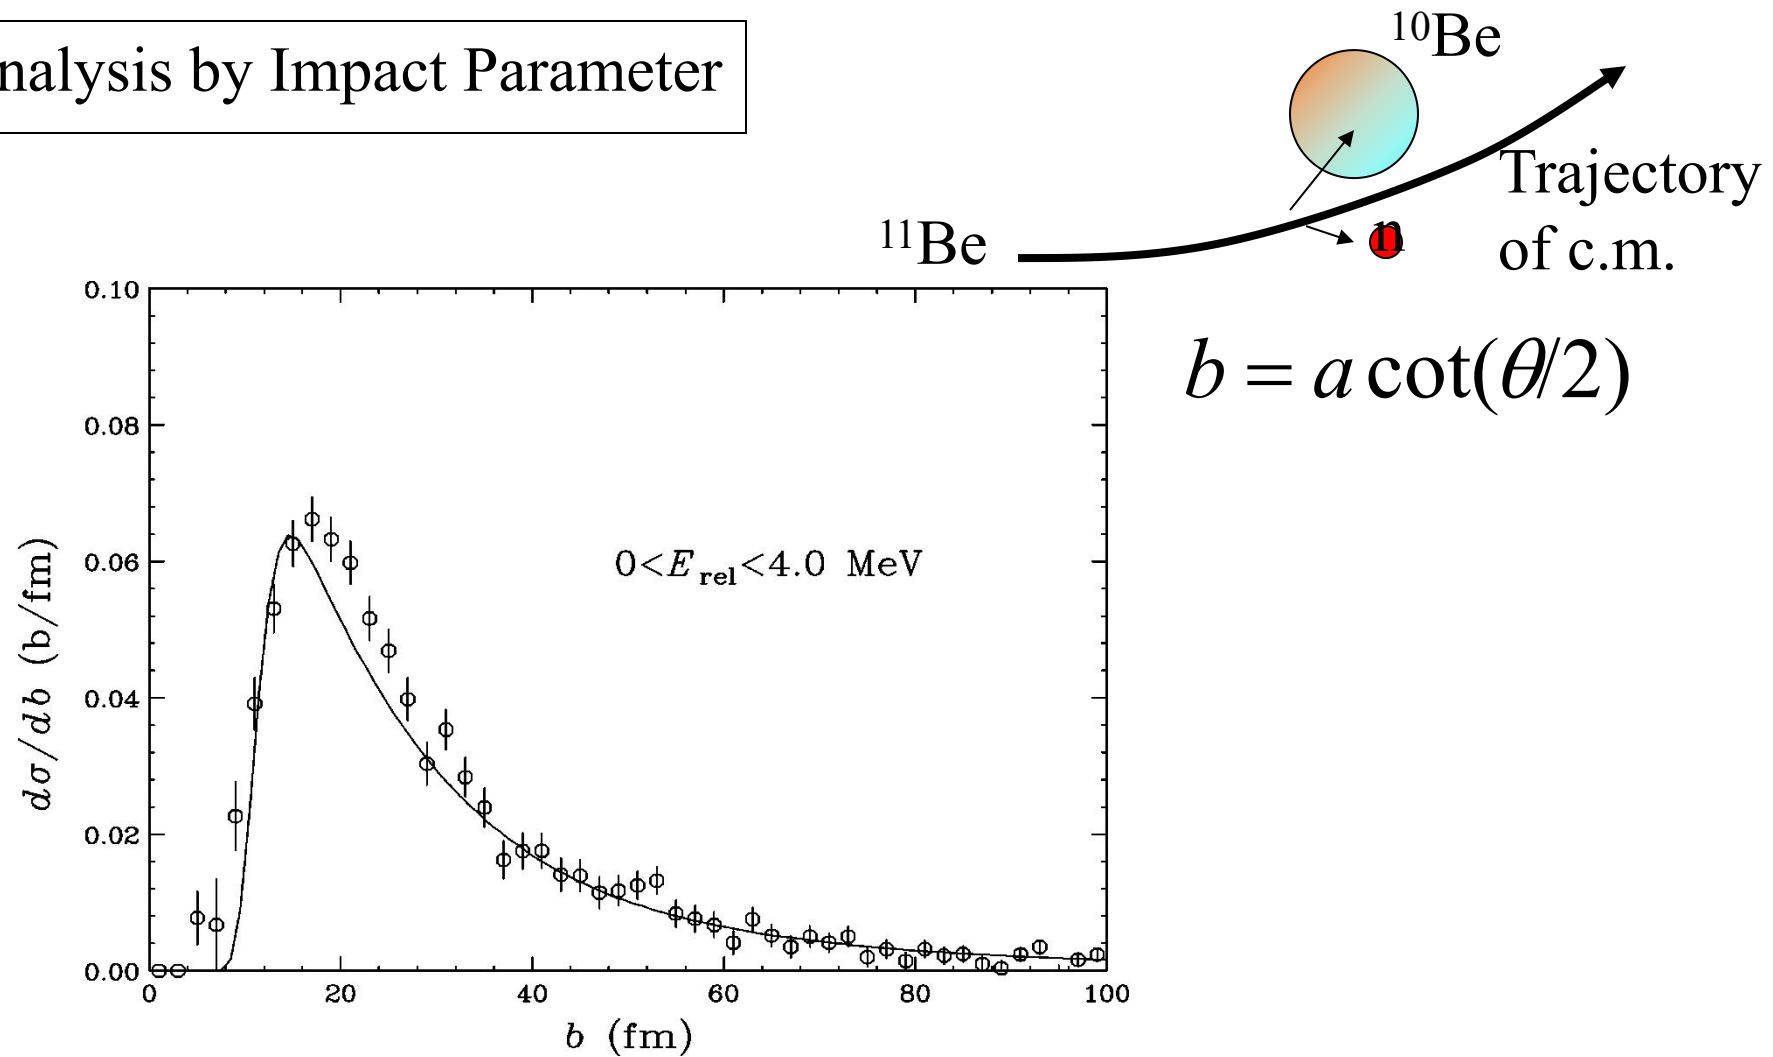 nalysis by Impact Parameter
¹⁰Be
Trajectory
of c.m.
¹¹Be
n
b = a cot(θ/2)
0.10
0.08
0.06
0.04
0.02
0.00
dσ/db (b/fm)
0<E rel<4.0 MeV
0 20 40 60 80 100
b (fm)